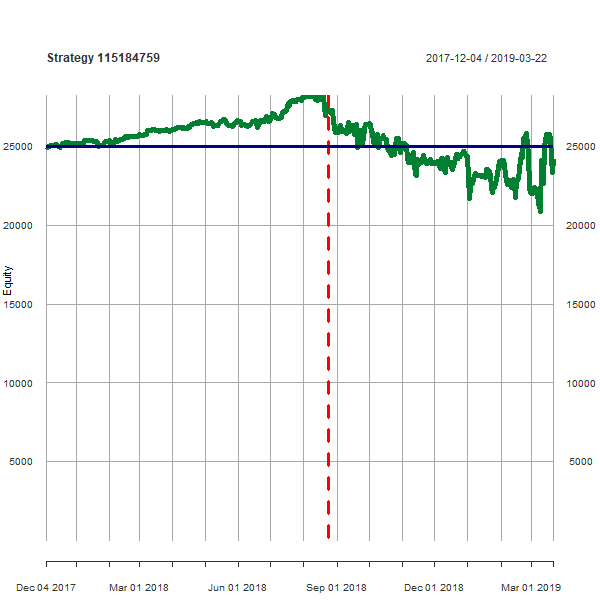 Strategy 115184759
2017-12-04 / 2019-03-22
25000 25000
20000 20000
Equity
15000 15000
10000 10000
5000 5000
Dec 04 2017 Mar 01 2018 Jun 01 2018 Sep 01 2018 Dec 01 2018 Mar 01 2019